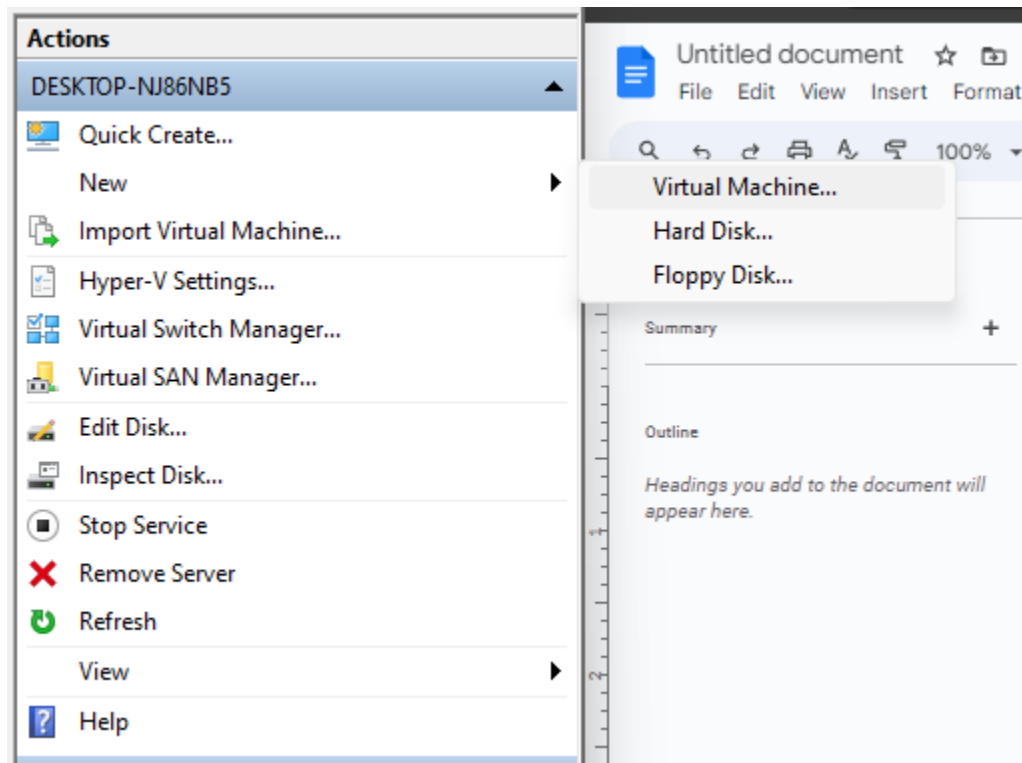 Actions
DESKTOP-NJ86NB5
Quick Create...
New
Import Virtual Machine...
Hyper-V Settings...
Virtual Switch Manager...
Virtual SAN Manager...
Edit Disk...
Inspect Disk...
Stop Service
Remove Server
Refresh
View
Help
Virtual Machine...
Hard Disk...
Floppy Disk...
Untitled document
File Edit View Insert Format
100%
Summary
Outline
Headings you add to the document will
appear here.
1
2